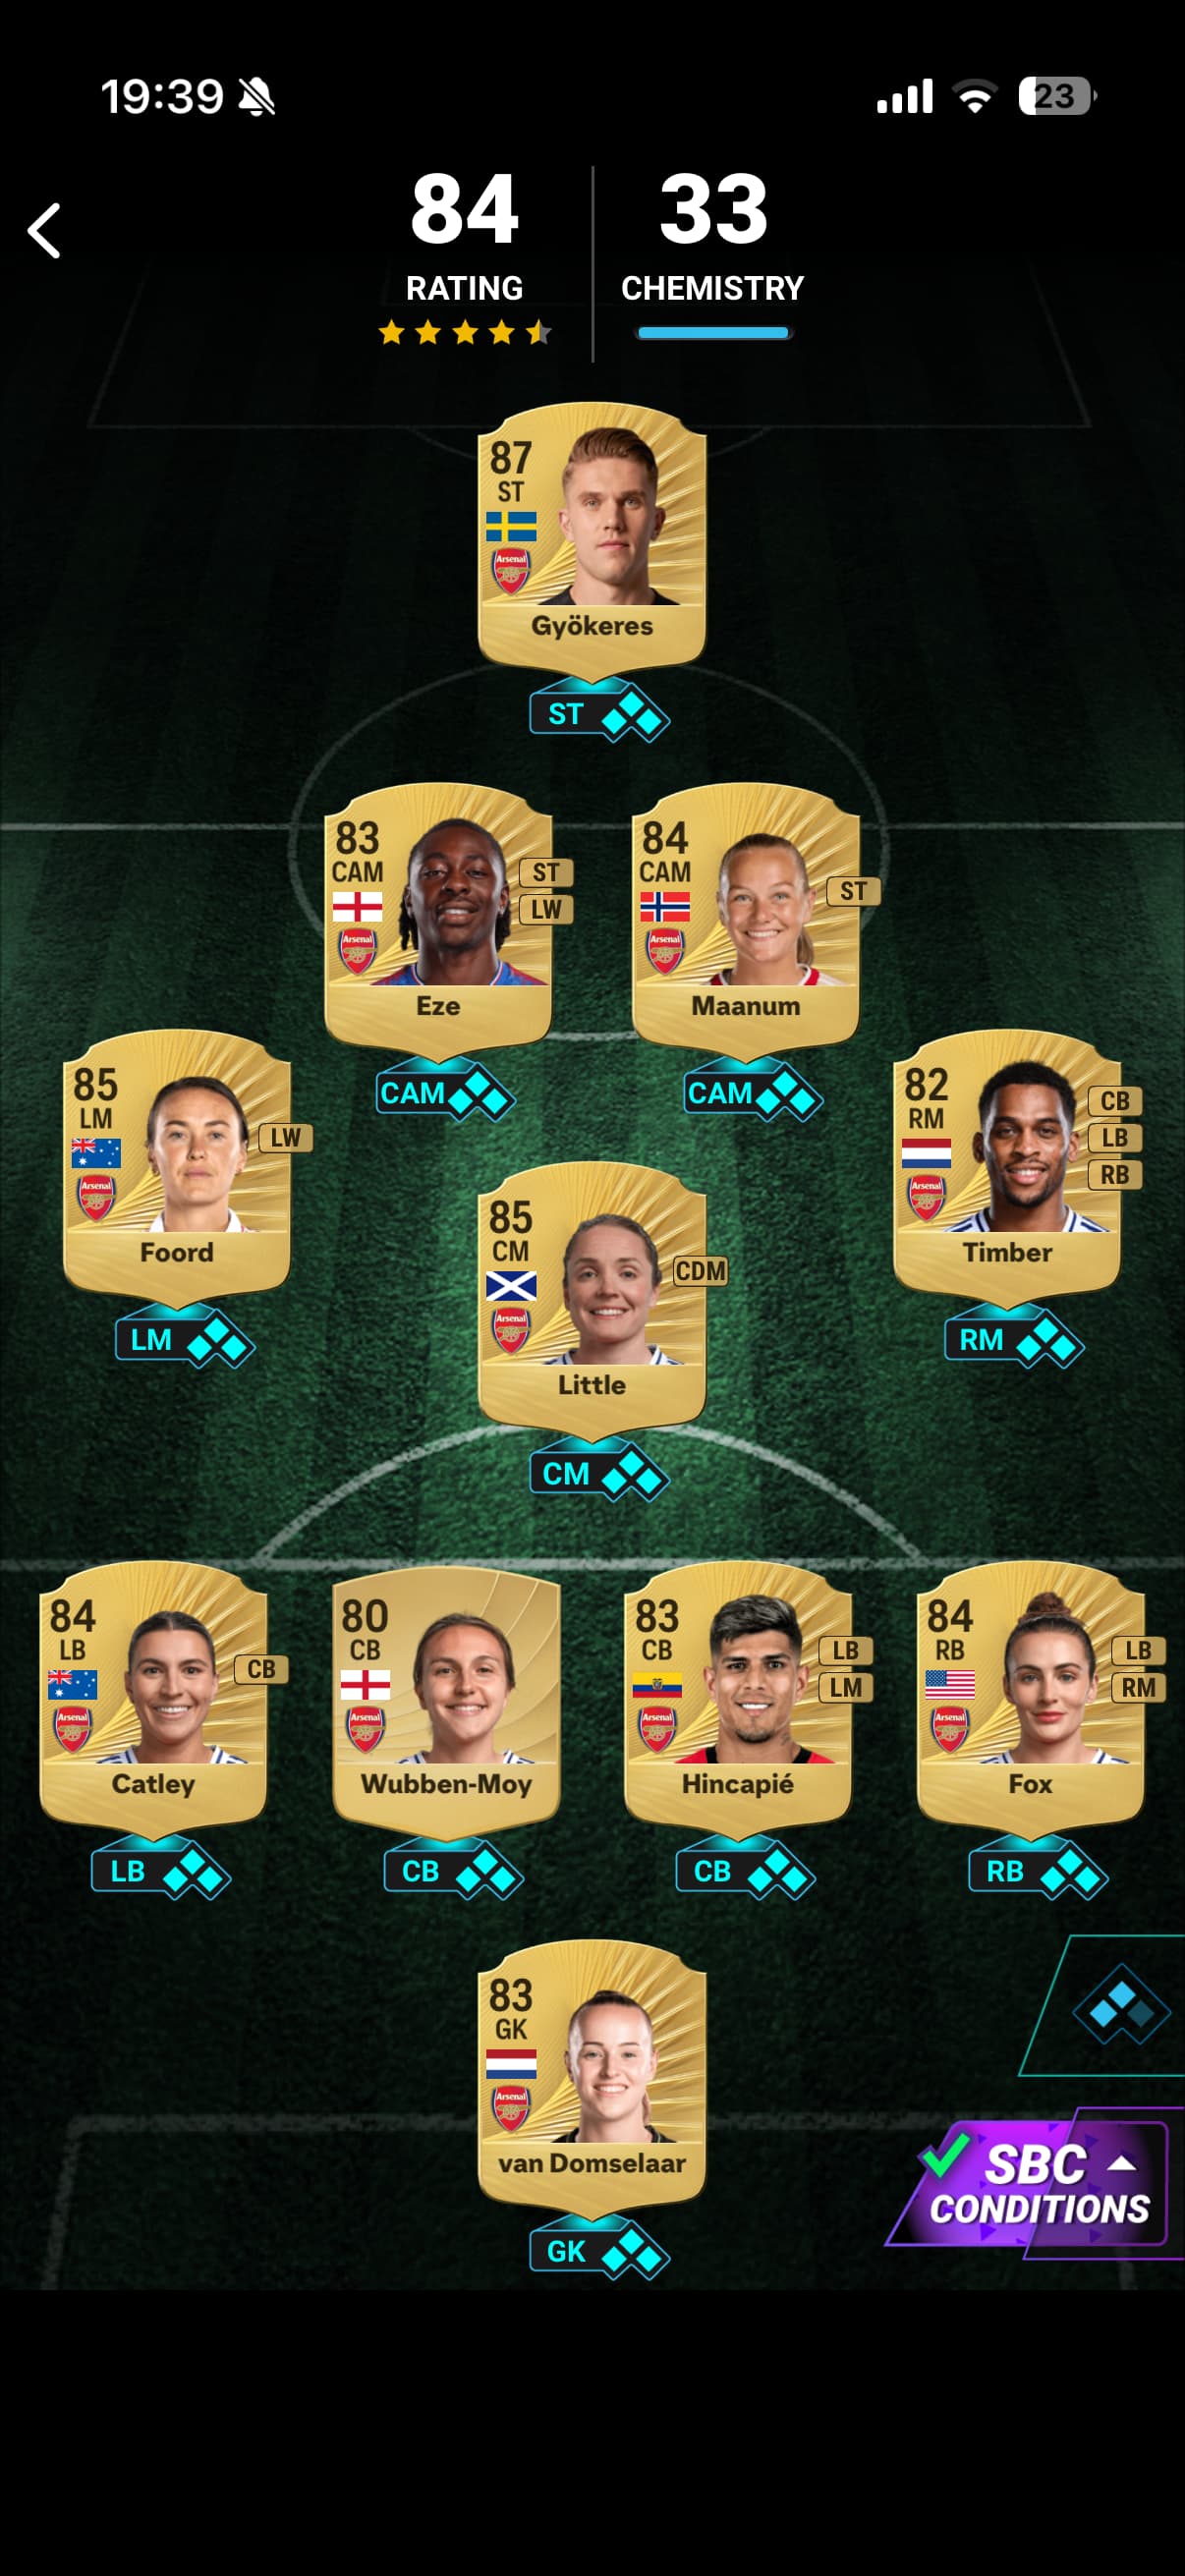 19:39
23
84
33
RATING
CHEMISTRY
87
ST
Arsenal
Gyökeres
ST
83
CAM
Arsenal
ST
LW
Eze
CAM
84
CAM
Arsenal
ST
Maanum
CAM
85
LM
Arsenal
LW
Foord
LM
82
RM
Arsenal
CB
LB
RB
Timber
RM
85
CM
Arsenal
CDM
Little
CM
84
LB
Arsenal
CB
Catley
LB
80
CB
Arsenal
Wubben-Moy
CB
83
CB
Arsenal
LB
LM
Hincapié
CB
84
RB
Arsenal
LB
RM
Fox
RB
83
GK
Arsenal
van Domselaar
GK
SBC
CONDITIONS